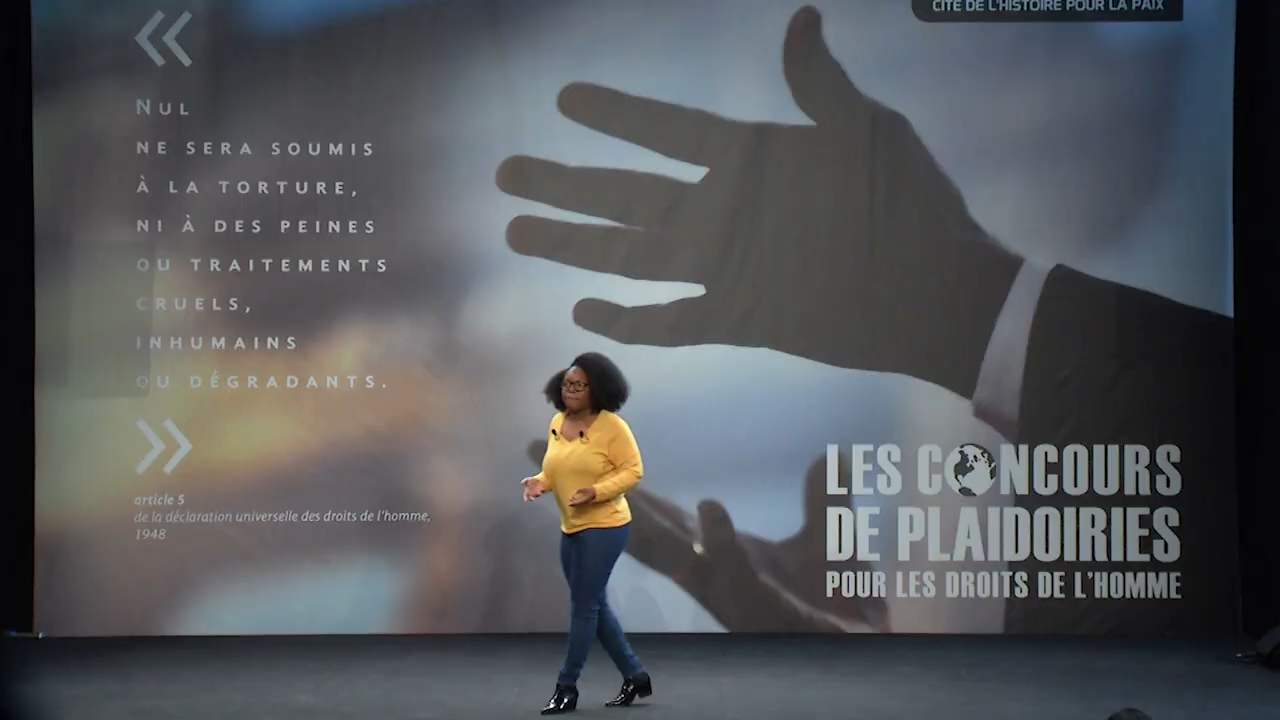 CITÉ DE L'HISTOIRE POUR LA PAIX
«
NUL
NE SERA SOUMIS
À LA TORTURE,
NI À DES PEINES
OU TRAITEMENTS
CRUELS,
INHUMAINS
OU DÉGRADANTS.
»
article 5
de la déclaration universelle des droits de l'homme,
1948
LES CONCOURS
DE PLAIDOIRIES
POUR LES DROITS DE L'HOMME